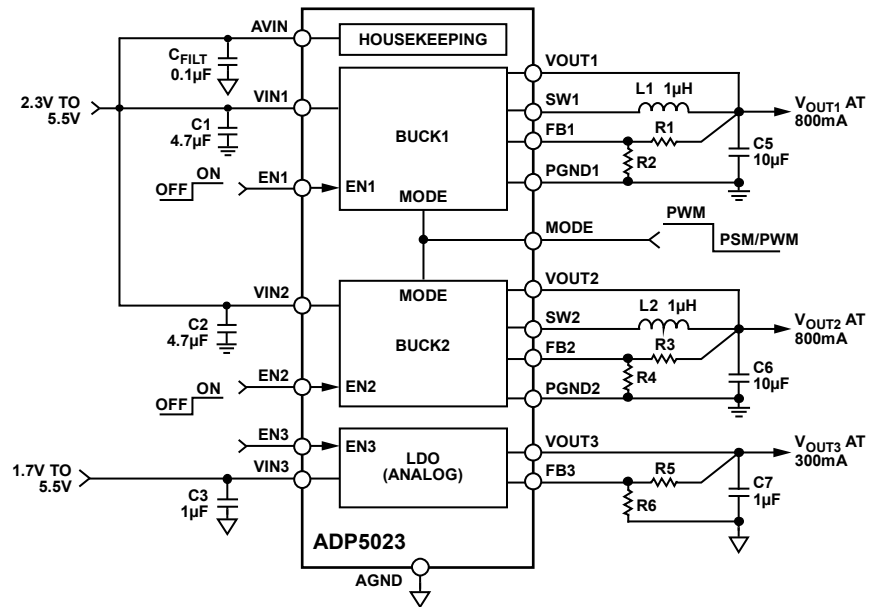 AVIN
HOUSEKEEPING
CFILT
0.1µF
VOUT1
L1 1µH
2.3V TO
5.5V
VIN1
SW1
VOUT1 AT
800mA
C1
4.7µF
BUCK1
FB1
R1
R2
C5
10µF
OFF
ON
EN1
EN1
PGND1
MODE
MODE
PWM
PSM/PWM
VIN2
MODE
VOUT2
L2 1µH
C2
4.7µF
BUCK2
SW2
VOUT2 AT
800mA
FB2
R3
R4
C6
10µF
OFF
ON
EN2
EN2
PGND2
EN3
EN3
LDO
(ANALOG)
VOUT3
VOUT3 AT
300mA
1.7V TO
5.5V
VIN3
FB3
R5
R6
C7
1µF
C3
1µF
ADP5023
AGND